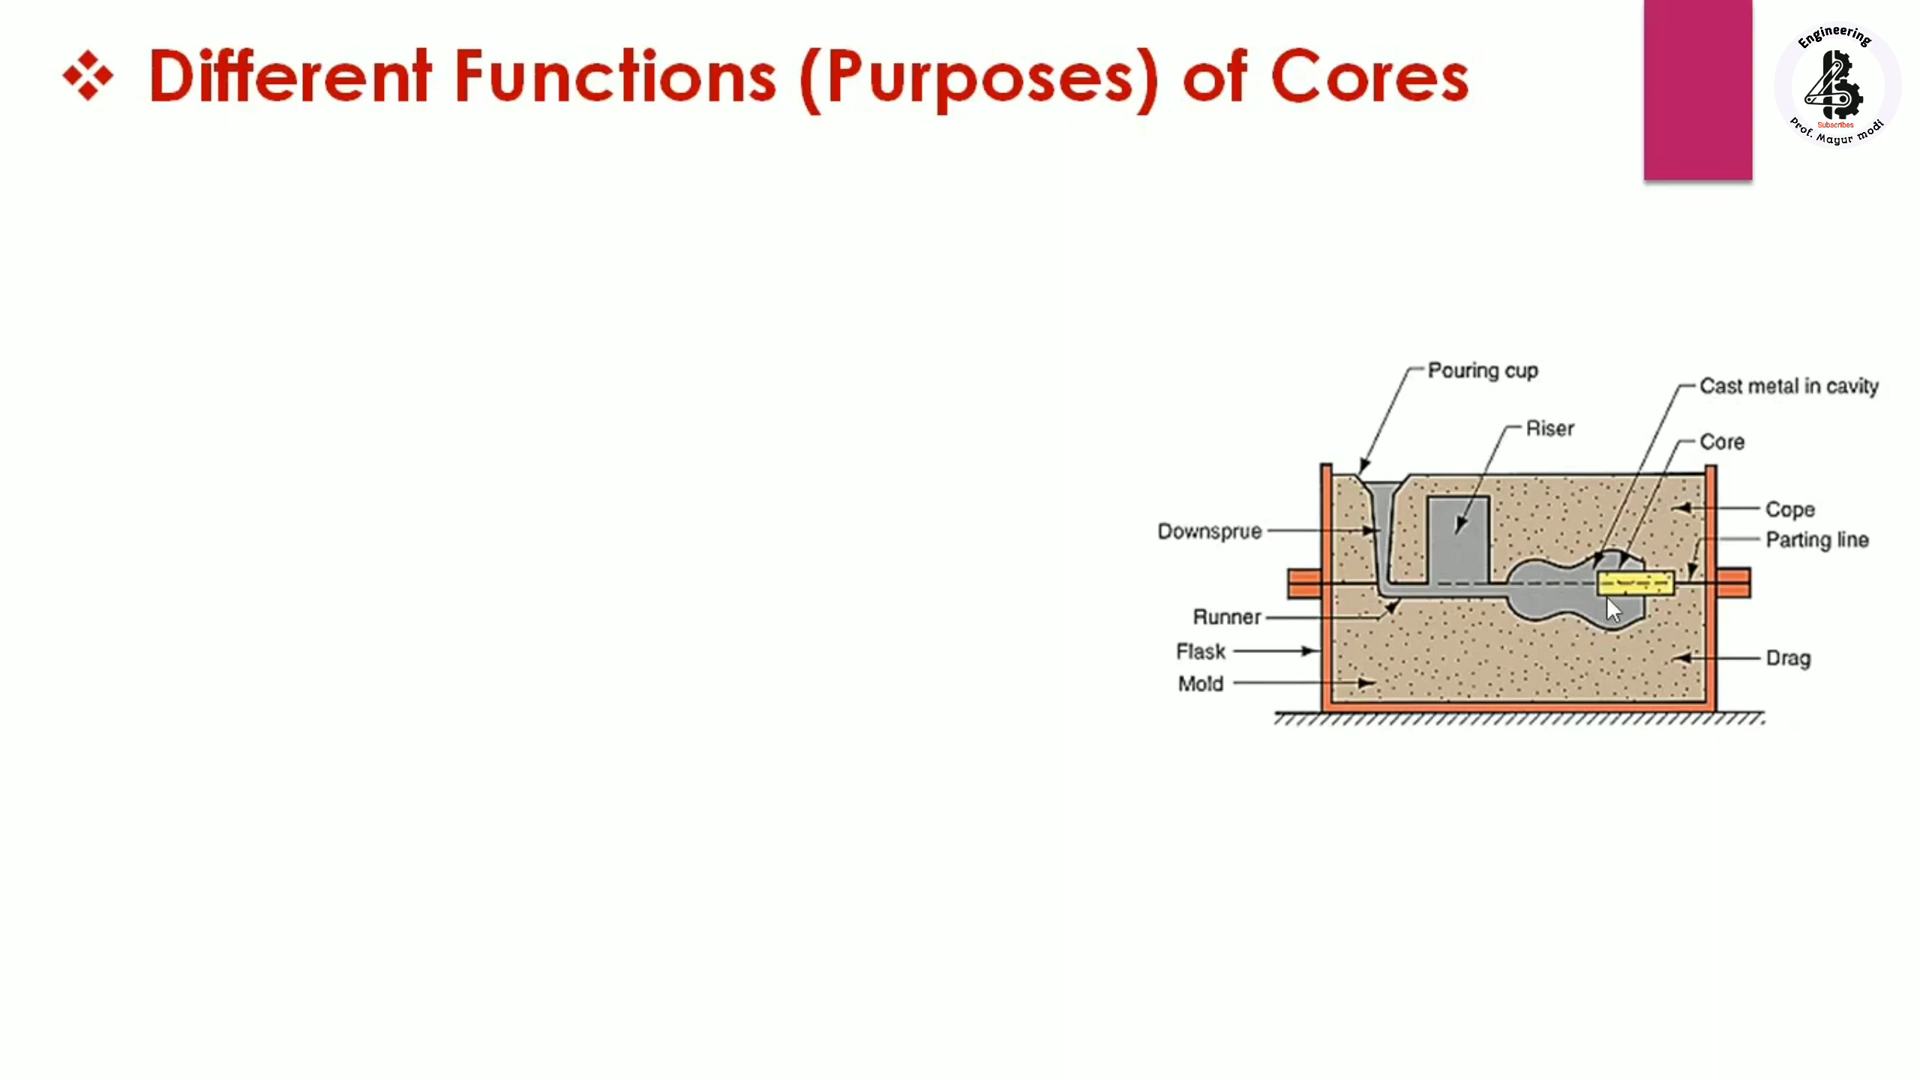 Different Functions (Purposes) of Cores
Engineering
Subscribes
Prof. Mayur modi
Pouring cup
Cast metal in cavity
Riser
Core
Cope
Downsprue
Parting line
Runner
Flask
Drag
Mold